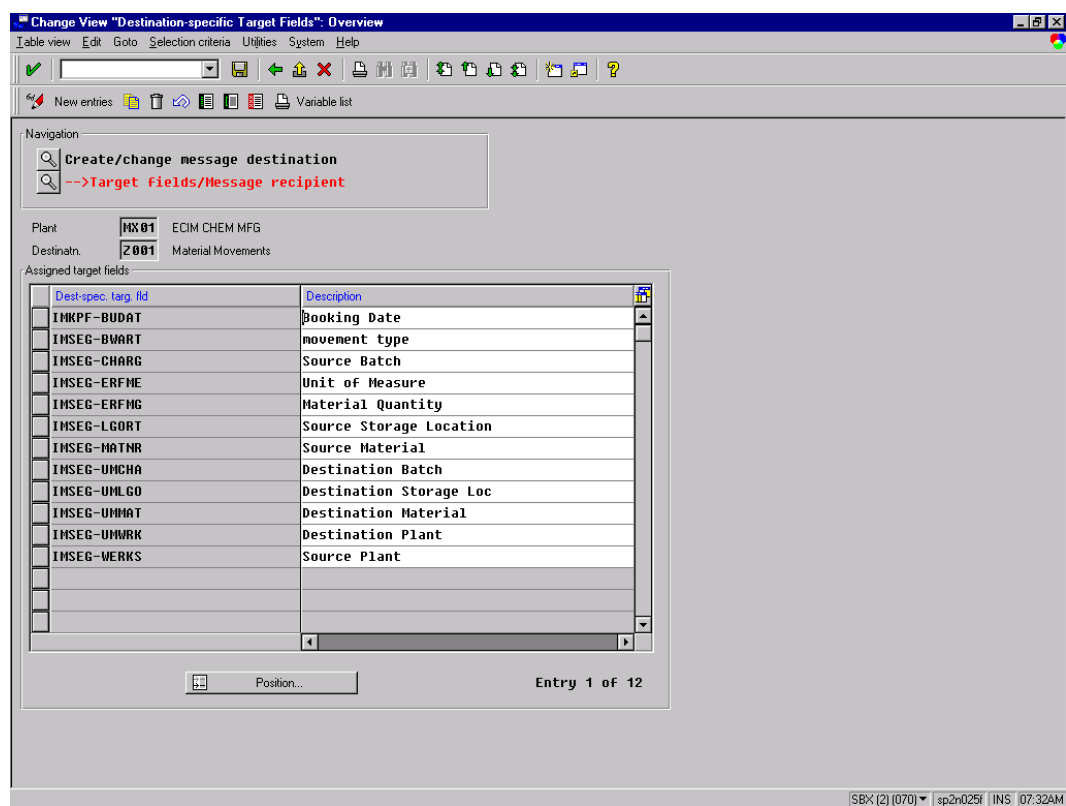 Change View "Destination-specific Target Fields": Overview
Table view Edit Goto Selection criteria Utilities System Help
New entries Variable list
Navigation
Create/change message destination
-->Target fields/Message recipient
Plant MX01 ECIM CHEM MFG
Destinatn. Z001 Material Movements
Assigned target fields
Dest-spec. targ. fld Description
IMKPF-BUDAT Booking Date
IMSEG-BWART movement type
IMSEG-CHARG Source Batch
IMSEG-ERFME Unit of Measure
IMSEG-ERFMG Material Quantity
IMSEG-LGORT Source Storage Location
IMSEG-MATNR Source Material
IMSEG-UMCHA Destination Batch
IMSEG-UMLGO Destination Storage Loc
IMSEG-UMMAT Destination Material
IMSEG-UMWRK Destination Plant
IMSEG-WERKS Source Plant
Position... Entry 1 of 12
SBX (2) (070) sp2n025f INS 07:32AM